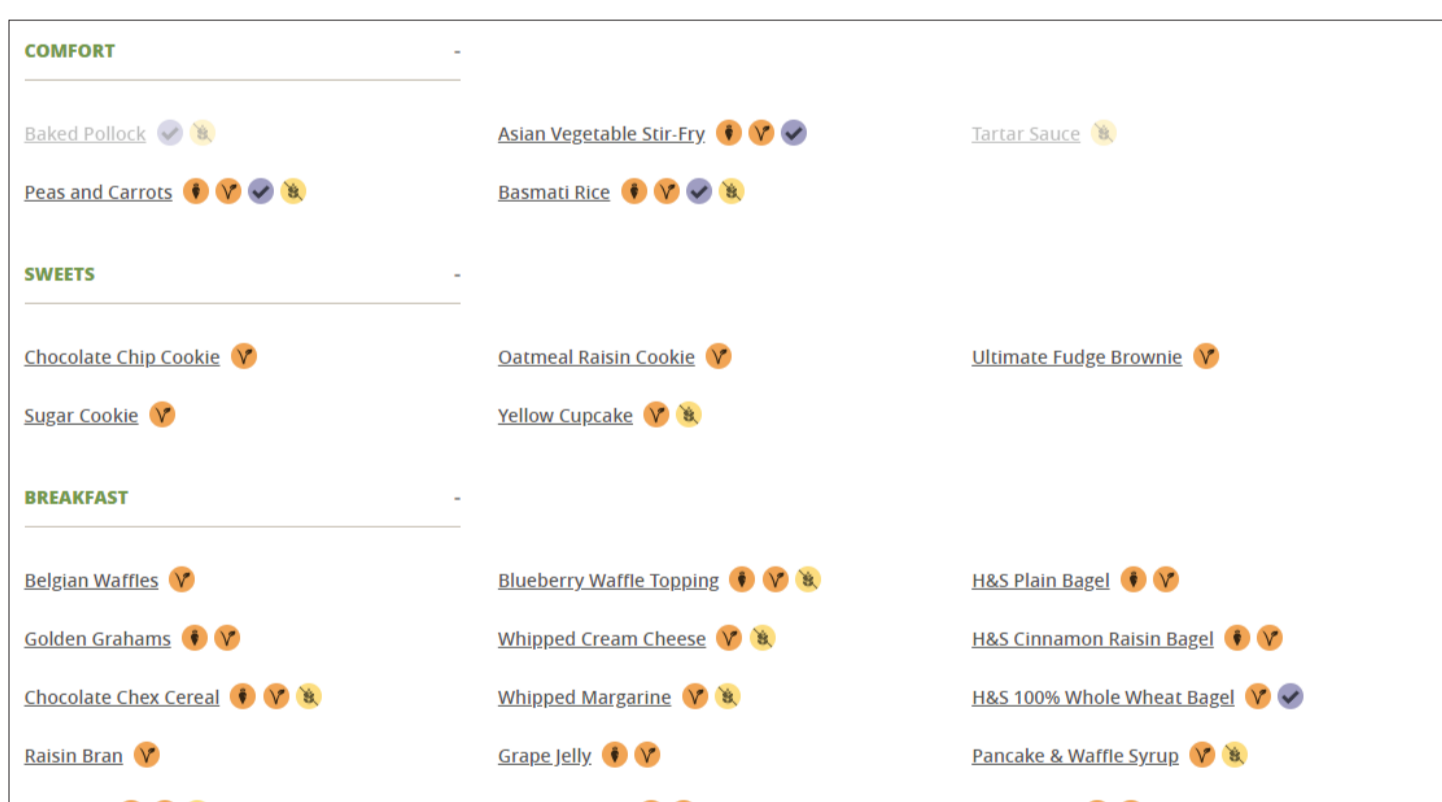 COMFORT -
Baked Pollock Asian Vegetable Stir-Fry Tartar Sauce
Peas and Carrots Basmati Rice
SWEETS -
Chocolate Chip Cookie Oatmeal Raisin Cookie Ultimate Fudge Brownie
Sugar Cookie Yellow Cupcake
BREAKFAST -
Belgian Waffles Blueberry Waffle Topping H&S Plain Bagel
Golden Grahams Whipped Cream Cheese H&S Cinnamon Raisin Bagel
Chocolate Chex Cereal Whipped Margarine H&S 100% Whole Wheat Bagel
Raisin Bran Grape Jelly Pancake & Waffle Syrup